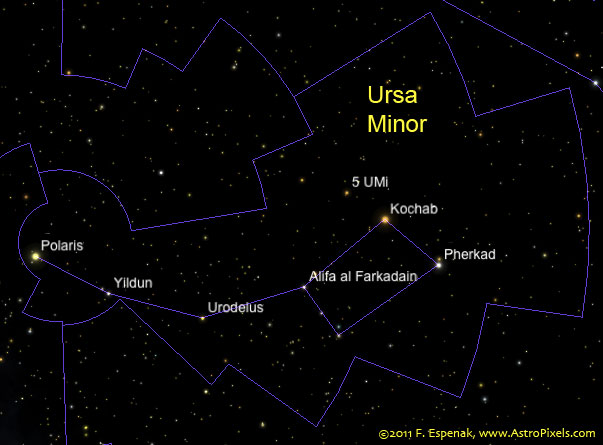 Ursa
Minor
5 UMi
Kochab
Pherkad
Polaris
Alifa al Farkadain
Yildun
Urodelus
©2011 F. Espenak, www.AstroPixels.com